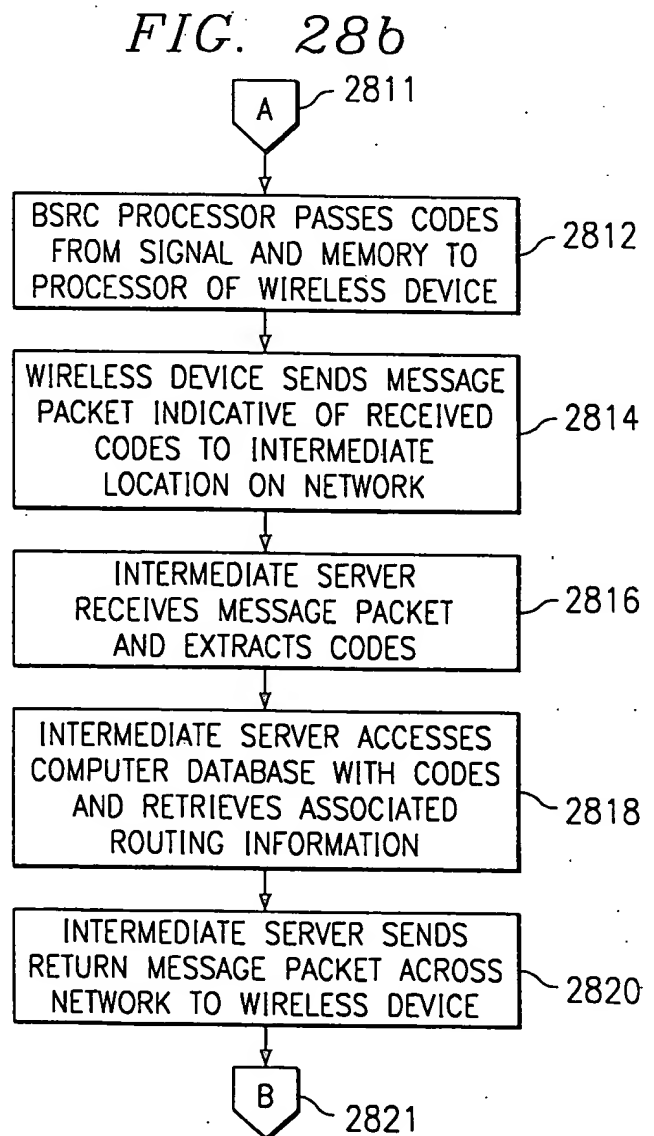 FIG. 28b
A
2811
BSRC PROCESSOR PASSES CODES
FROM SIGNAL AND MEMORY TO
PROCESSOR OF WIRELESS DEVICE
2812
WIRELESS DEVICE SENDS MESSAGE
PACKET INDICATIVE OF RECEIVED
CODES TO INTERMEDIATE
LOCATION ON NETWORK
2814
INTERMEDIATE SERVER
RECEIVES MESSAGE PACKET
AND EXTRACTS CODES
2816
INTERMEDIATE SERVER ACCESSES
COMPUTER DATABASE WITH CODES
AND RETRIEVES ASSOCIATED
ROUTING INFORMATION
2818
INTERMEDIATE SERVER SENDS
RETURN MESSAGE PACKET ACROSS
NETWORK TO WIRELESS DEVICE
2820
B
2821